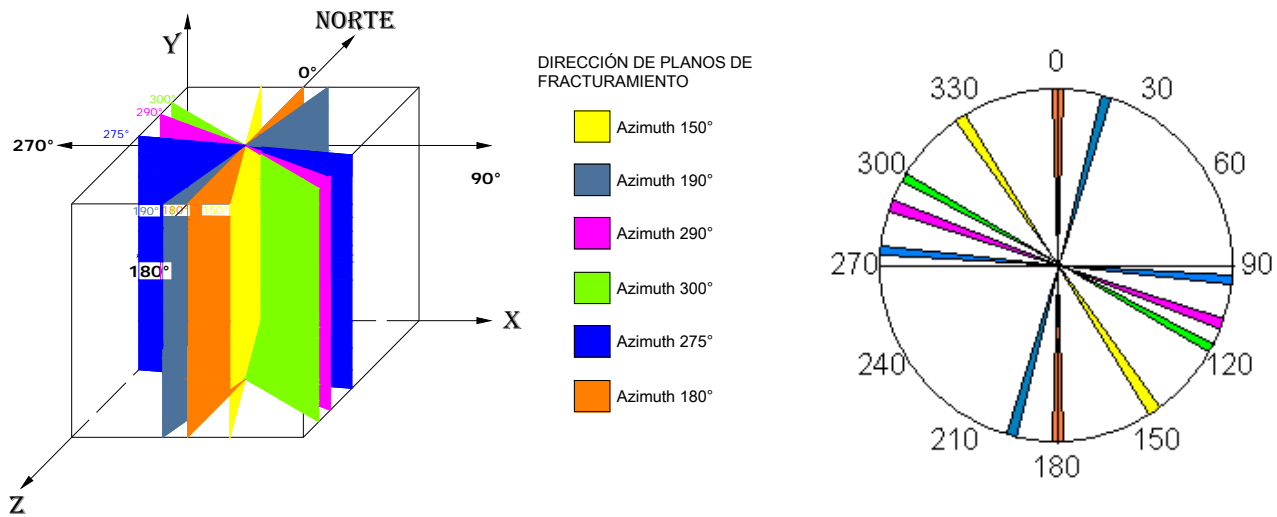 Y
NORTE
0°
300°
290°
275°
270°
90°
190°
180°
150°
180°
X
Z
DIRECCIÓN DE PLANOS DE
FRACTURAMIENTO
Azimuth 150°
Azimuth 190°
Azimuth 290°
Azimuth 300°
Azimuth 275°
Azimuth 180°
0
30
60
90
120
150
180
210
240
270
300
330